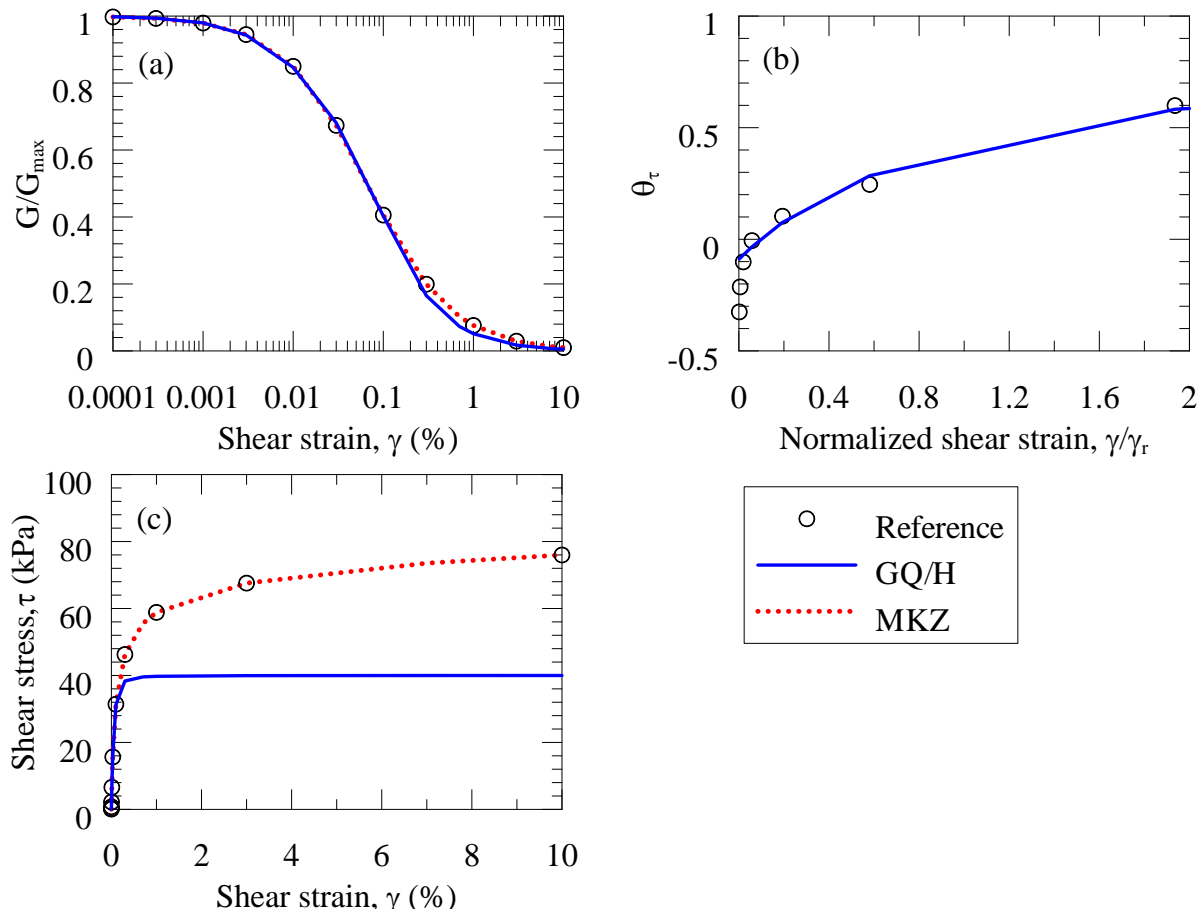 1
0.8
0.6
0.4
0.2
0
G/Gmax
(a)
0.0001 0.001 0.01 0.1 1 10
Shear strain, γ (%)
1
0.5
0
-0.5
θτ
(b)
0 0.4 0.8 1.2 1.6 2
Normalized shear strain, γ/γr
100
80
60
40
20
0
Shear stress, τ (kPa)
(c)
0 2 4 6 8 10
Shear strain, γ (%)
Reference
GQ/H
MKZ